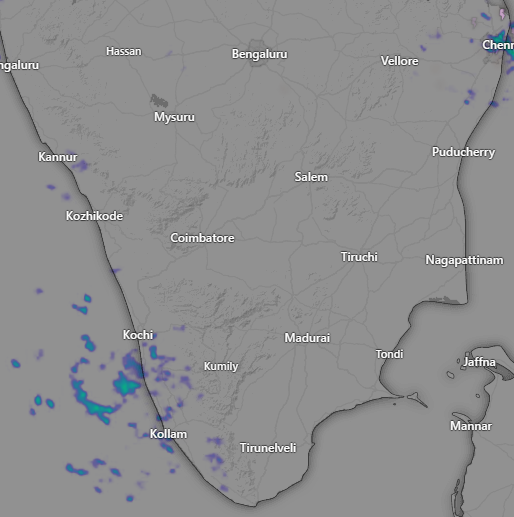 Chenn
Hassan
Bengaluru
Vellore
ngaluru
Mysuru
Puducherry
Kannur
Salem
Kozhikode
Coimbatore
Tiruchi
Nagapattinam
Kochi
Madurai
Tondi
Kumily
Jaffna
Mannar
Kollam
Tirunelveli